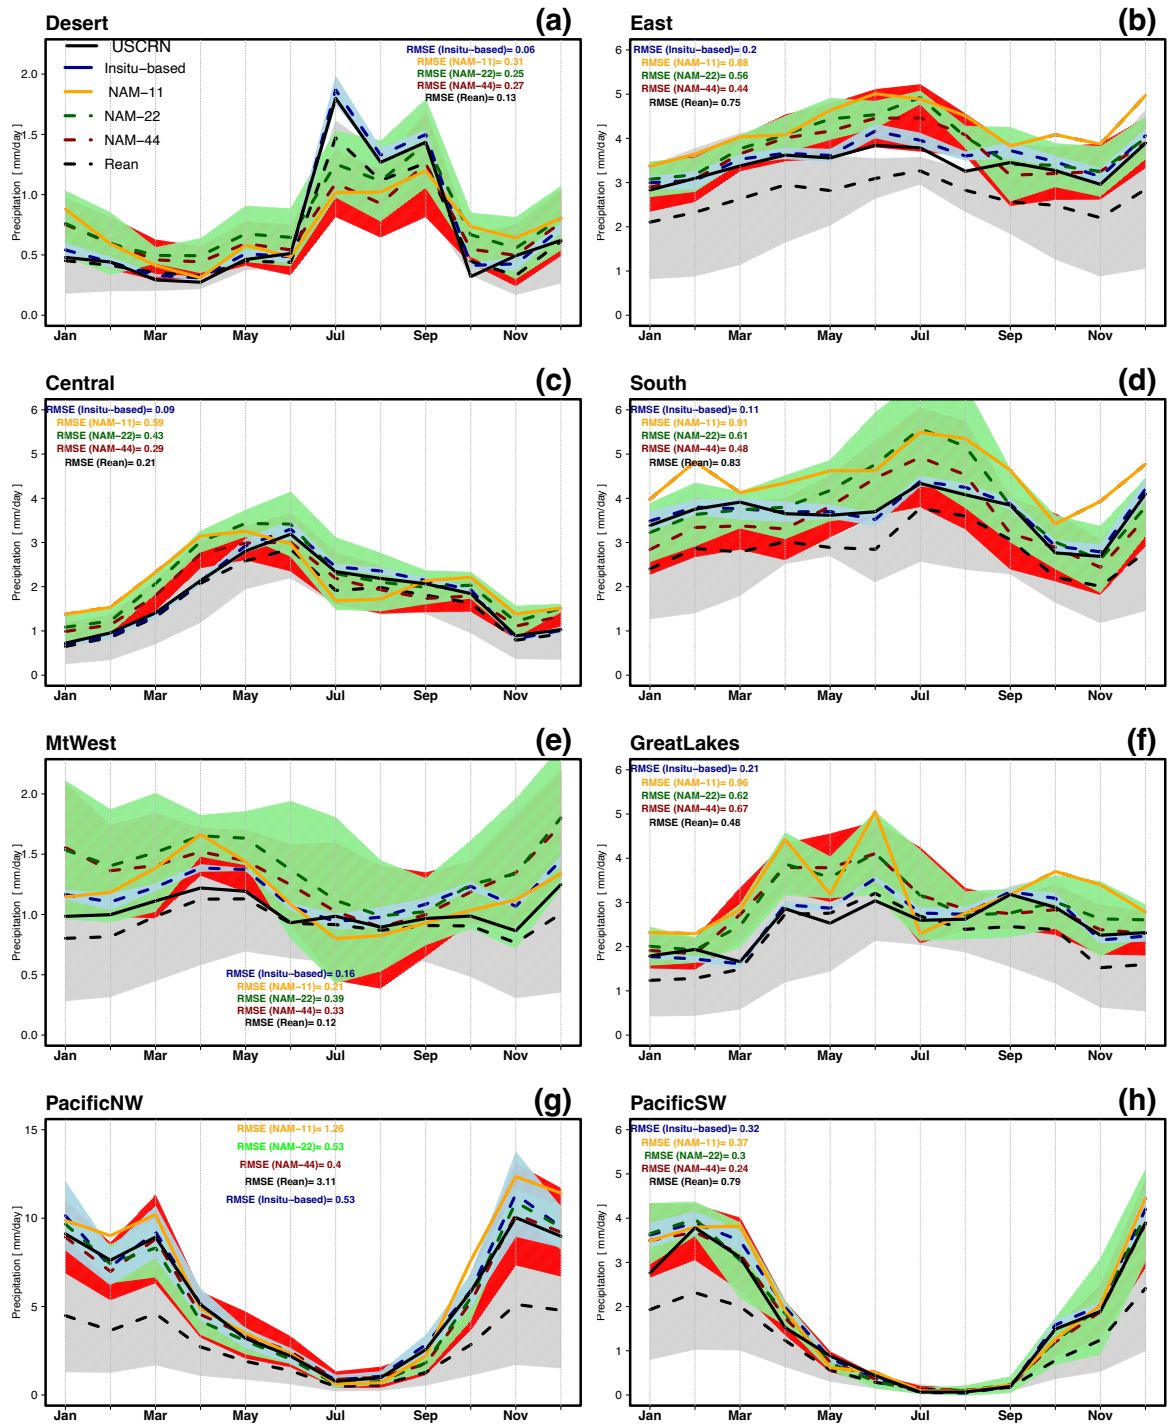 Desert
(a)
Precipitation [ mm/day ]
2.0
1.5
1.0
0.5
0.0
USCRN
Insitu-based
NAM-11
NAM-22
NAM-44
Rean
RMSE (Insitu-based)= 0.06
RMSE (NAM-11)= 0.31
RMSE (NAM-22)= 0.25
RMSE (NAM-44)= 0.27
RMSE (Rean)= 0.13
Jan Mar May Jul Sep Nov
East
(b)
Precipitation [ mm/day ]
6
5
4
3
2
1
0
RMSE (Insitu-based)= 0.2
RMSE (NAM-11)= 0.88
RMSE (NAM-22)= 0.56
RMSE (NAM-44)= 0.44
RMSE (Rean)= 0.75
Jan Mar May Jul Sep Nov
Central
(c)
Precipitation [ mm/day ]
6
5
4
3
2
1
0
RMSE (Insitu-based)= 0.09
RMSE (NAM-11)= 0.59
RMSE (NAM-22)= 0.43
RMSE (NAM-44)= 0.29
RMSE (Rean)= 0.21
Jan Mar May Jul Sep Nov
South
(d)
Precipitation [ mm/day ]
6
5
4
3
2
1
0
RMSE (Insitu-based)= 0.11
RMSE (NAM-11)= 0.91
RMSE (NAM-22)= 0.61
RMSE (NAM-44)= 0.48
RMSE (Rean)= 0.83
Jan Mar May Jul Sep Nov
MtWest
(e)
Precipitation [ mm/day ]
2.0
1.5
1.0
0.5
0.0
RMSE (Insitu-based)= 0.16
RMSE (NAM-11)= 0.21
RMSE (NAM-22)= 0.39
RMSE (NAM-44)= 0.33
RMSE (Rean)= 0.12
Jan Mar May Jul Sep Nov
GreatLakes
(f)
Precipitation [ mm/day ]
6
5
4
3
2
1
0
RMSE (Insitu-based)= 0.21
RMSE (NAM-11)= 0.96
RMSE (NAM-22)= 0.62
RMSE (NAM-44)= 0.67
RMSE (Rean)= 0.48
Jan Mar May Jul Sep Nov
PacificNW
(g)
Precipitation [ mm/day ]
15
10
5
0
RMSE (NAM-11)= 1.26
RMSE (NAM-22)= 0.53
RMSE (NAM-44)= 0.4
RMSE (Rean)= 3.11
RMSE (Insitu-based)= 0.53
Jan Mar May Jul Sep Nov
PacificSW
(h)
Precipitation [ mm/day ]
6
5
4
3
2
1
0
RMSE (Insitu-based)= 0.32
RMSE (NAM-11)= 0.37
RMSE (NAM-22)= 0.3
RMSE (NAM-44)= 0.24
RMSE (Rean)= 0.79
Jan Mar May Jul Sep Nov